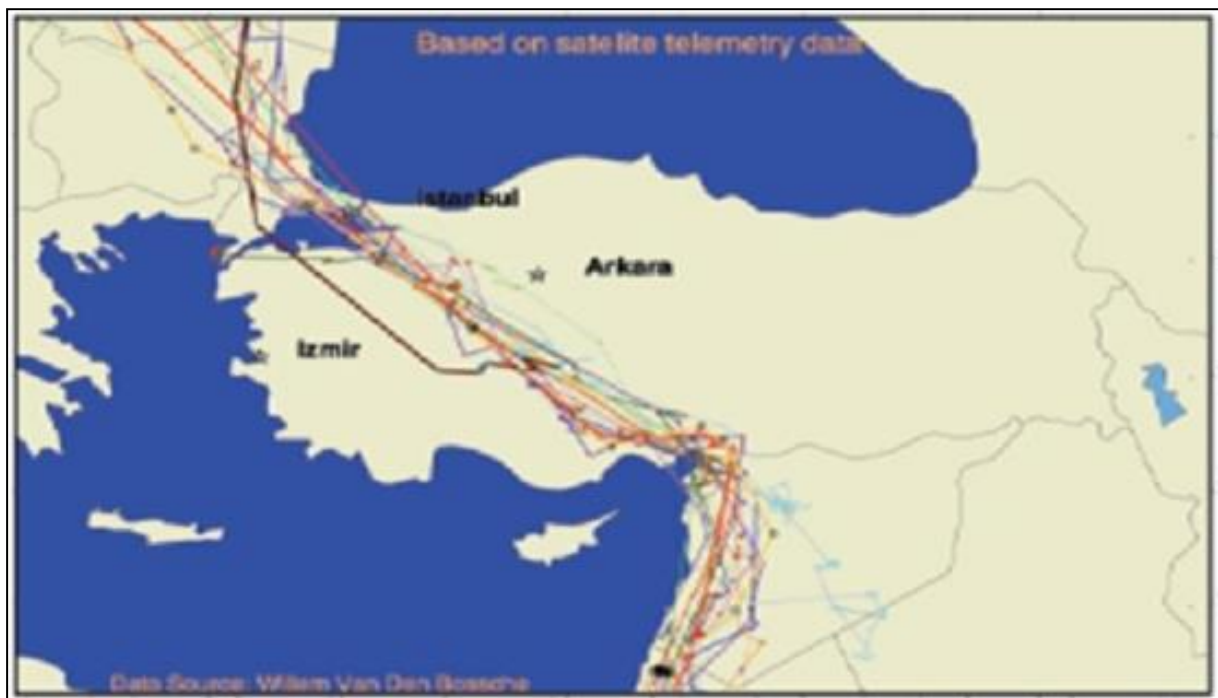 Based on satelite telemetry data
istanbul
Arkara
Izmir
Data Source: Willem Van Den Bossche